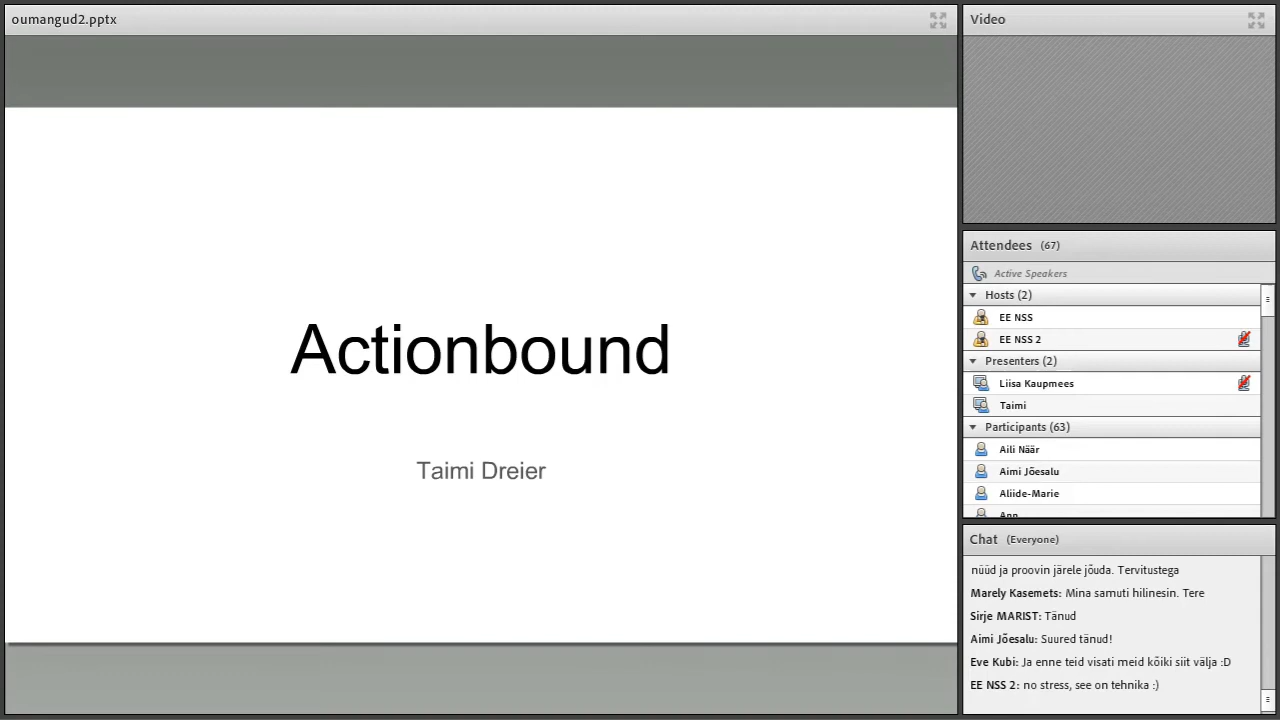 oumangud2.pptx
Actionbound
Taimi Dreier
Video
Attendees (67)
Active Speakers
Hosts (2)
EE NSS
EE NSS 2
Presenters (2)
Liisa Kaupmees
Taimi
Participants (63)
Aili Näär
Aimi Jõesalu
Aliide-Marie
Ann
Chat (Everyone)
nüüd ja proovin järele jõuda. Tervitustega
Marely Kasemets: Mina samuti hilinesin. Tere
Sirje MARIST: Tänud
Aimi Jõesalu: Suured tänud!
Eve Kubi: Ja enne teid visati meid kõiki siit välja :D
EE NSS 2: no stress, see on tehnika :)